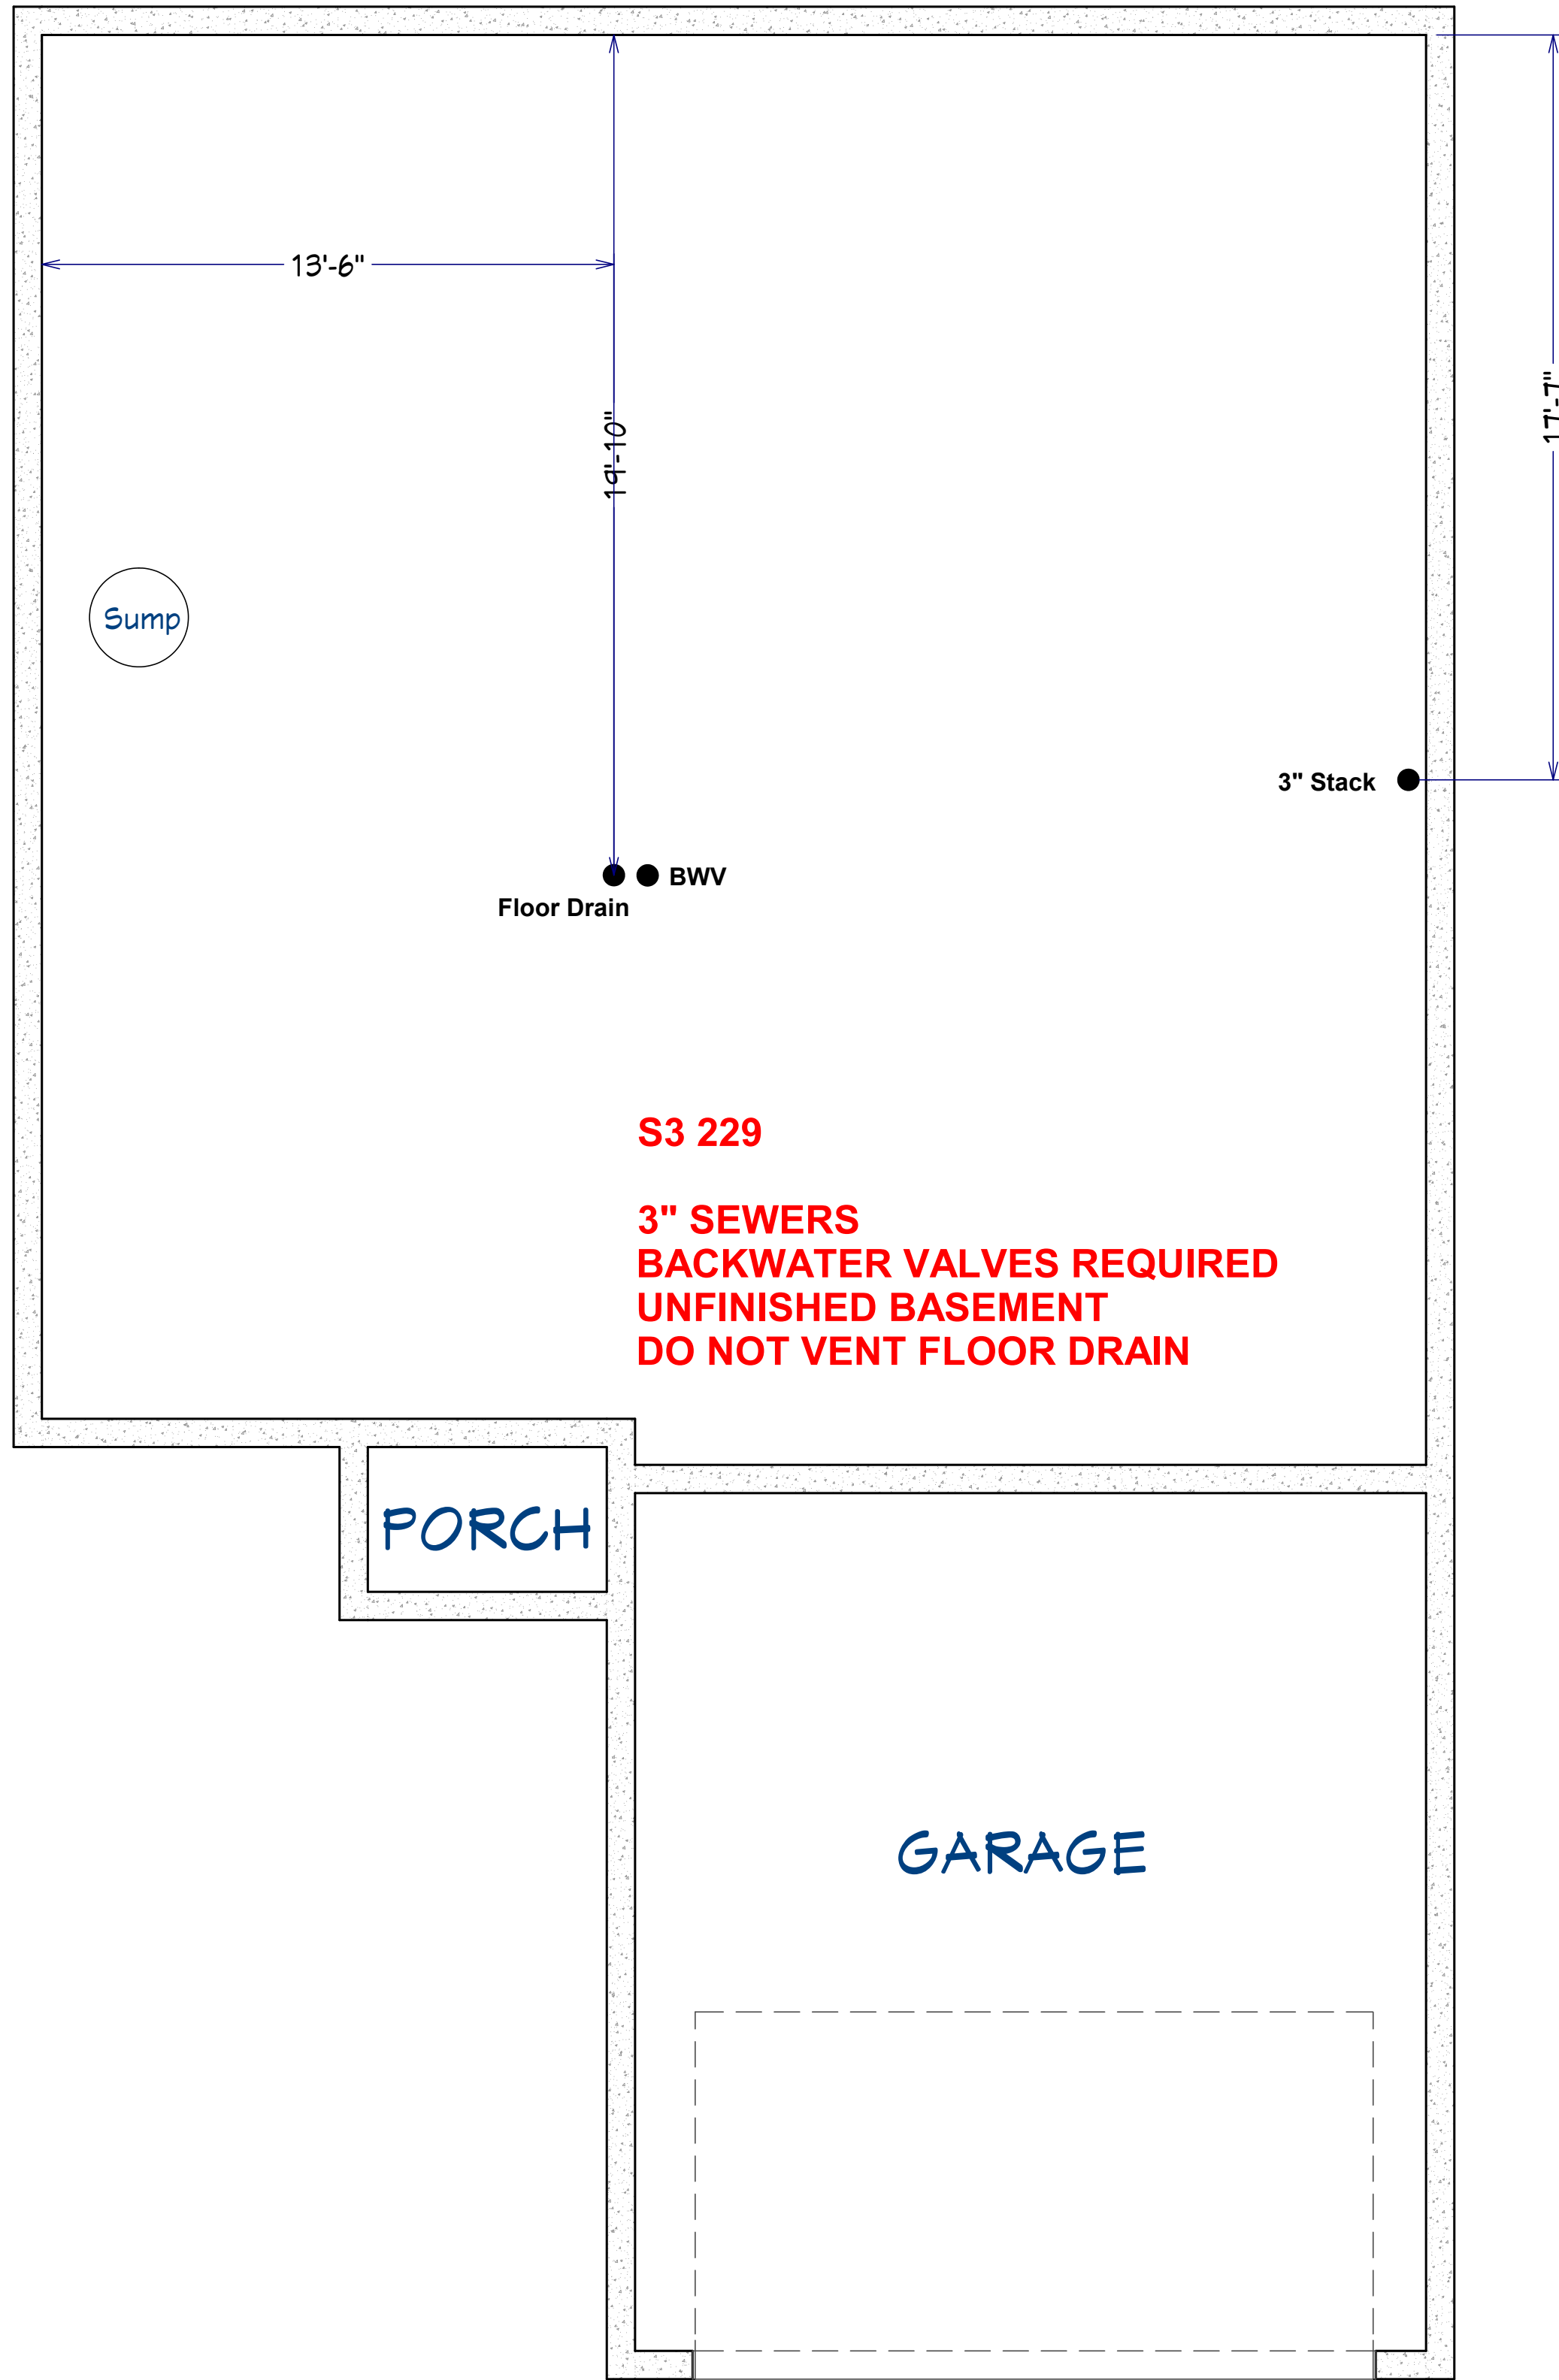 13'-6"
19'-10"
17'-7"
Sump
3" Stack
BWV
Floor Drain
S3 229
3" SEWERS
BACKWATER VALVES REQUIRED
UNFINISHED BASEMENT
DO NOT VENT FLOOR DRAIN
PORCH
GARAGE